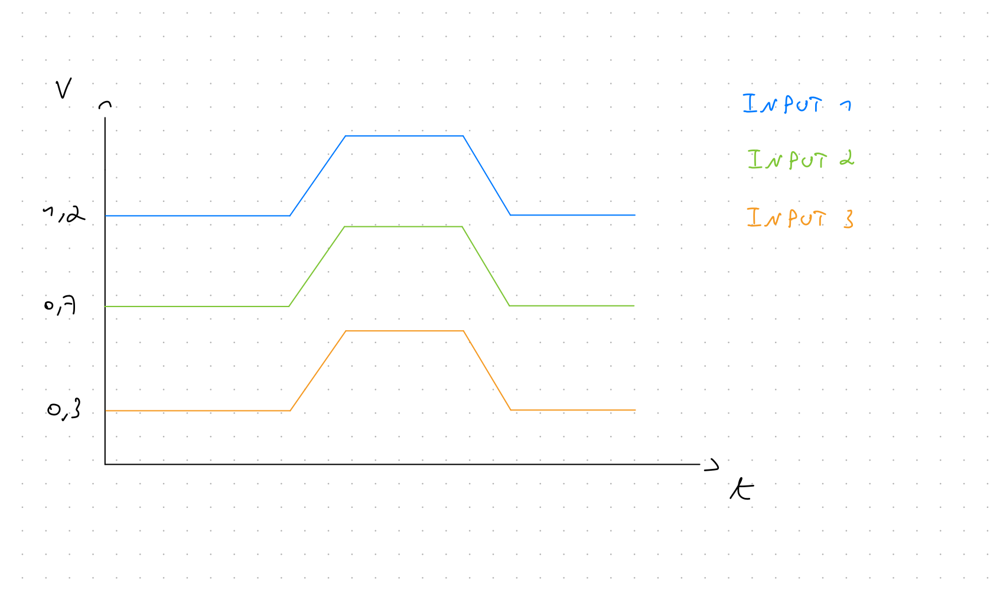 V
INPUT 1
INPUT 2
1,2
INPUT 3
0,7
0,3
t